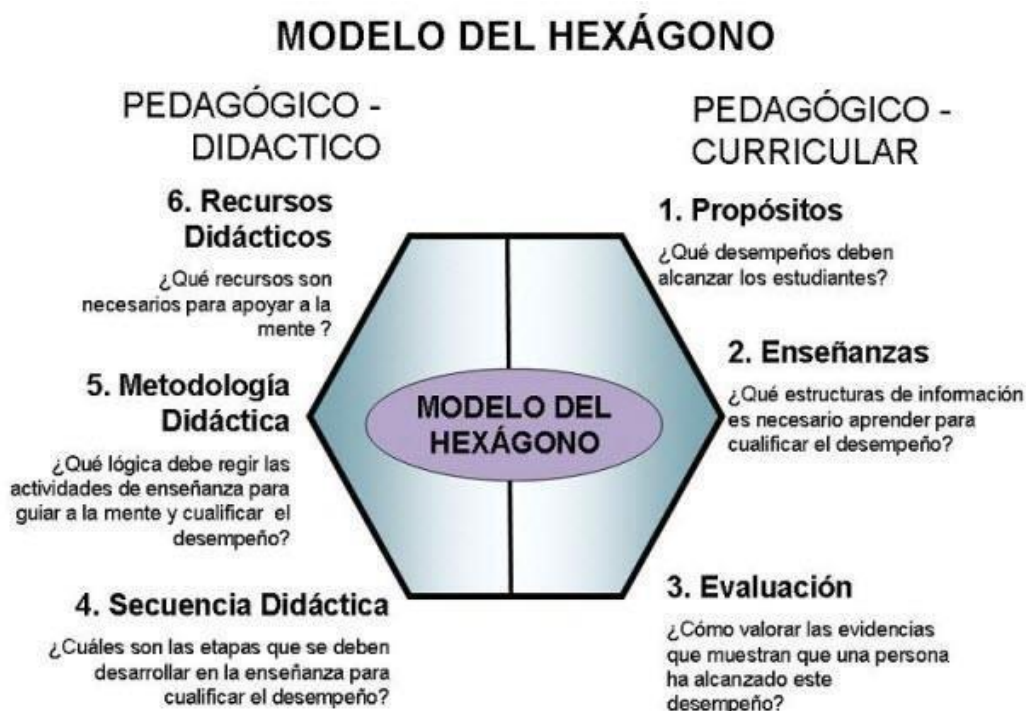 MODELO DEL HEXÁGONO
PEDAGÓGICO -
DIDACTICO
PEDAGÓGICO -
CURRICULAR
6. Recursos
Didácticos
¿Qué recursos son
necesarios para apoyar a la
mente ?
1. Propósitos
¿Qué desempeños deben
alcanzar los estudiantes?
5. Metodología
Didáctica
¿Qué lógica debe regir las
actividades de enseñanza para
guiar a la mente y cualificar el
desempeño?
MODELO DEL
HEXÁGONO
2. Enseñanzas
¿Qué estructuras de información
es necesario aprender para
cualificar el desempeño?
4. Secuencia Didáctica
¿Cuáles son las etapas que se deben
desarrollar en la enseñanza para
cualificar el desempeño?
3. Evaluación
¿Cómo valorar las evidencias
que muestran que una persona
ha alcanzado este
desempeño?